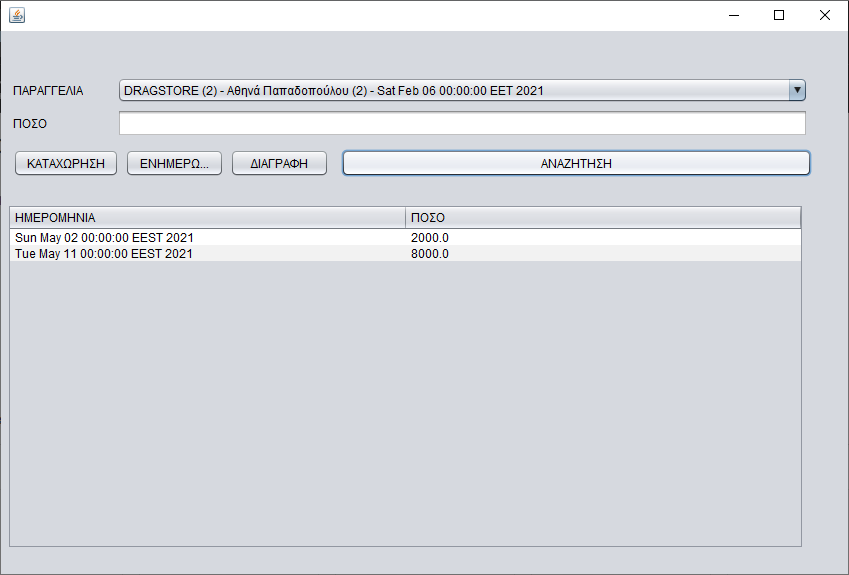 ΠΑΡΑΓΓΕΛΙΑ DRAGSTORE (2) - Αθηνά Παπαδοπούλου (2) - Sat Feb 06 00:00:00 EET 2021
ΠΟΣΟ
ΚΑΤΑΧΩΡΗΣΗ ΕΝΗΜΕΡΩ... ΔΙΑΓΡΑΦΗ ΑΝΑΖΗΤΗΣΗ
ΗΜΕΡΟΜΗΝΙΑ ΠΟΣΟ
Sun May 02 00:00:00 EEST 2021 2000.0
Tue May 11 00:00:00 EEST 2021 8000.0